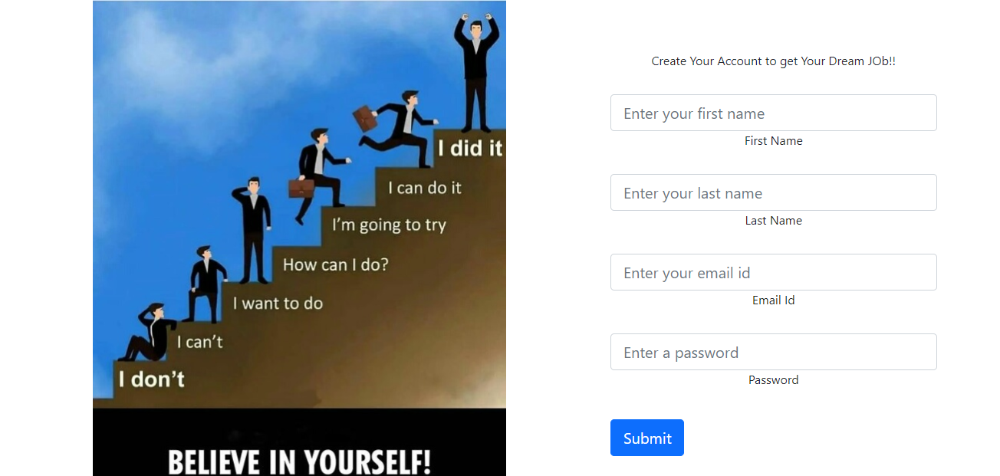 I did it
I can do it
I'm going to try
How can I do?
I want to do
I can't
I don't
BELIEVE IN YOURSELF!
Create Your Account to get Your Dream JOb!!
Enter your first name
First Name
Enter your last name
Last Name
Enter your email id
Email Id
Enter a password
Password
Submit